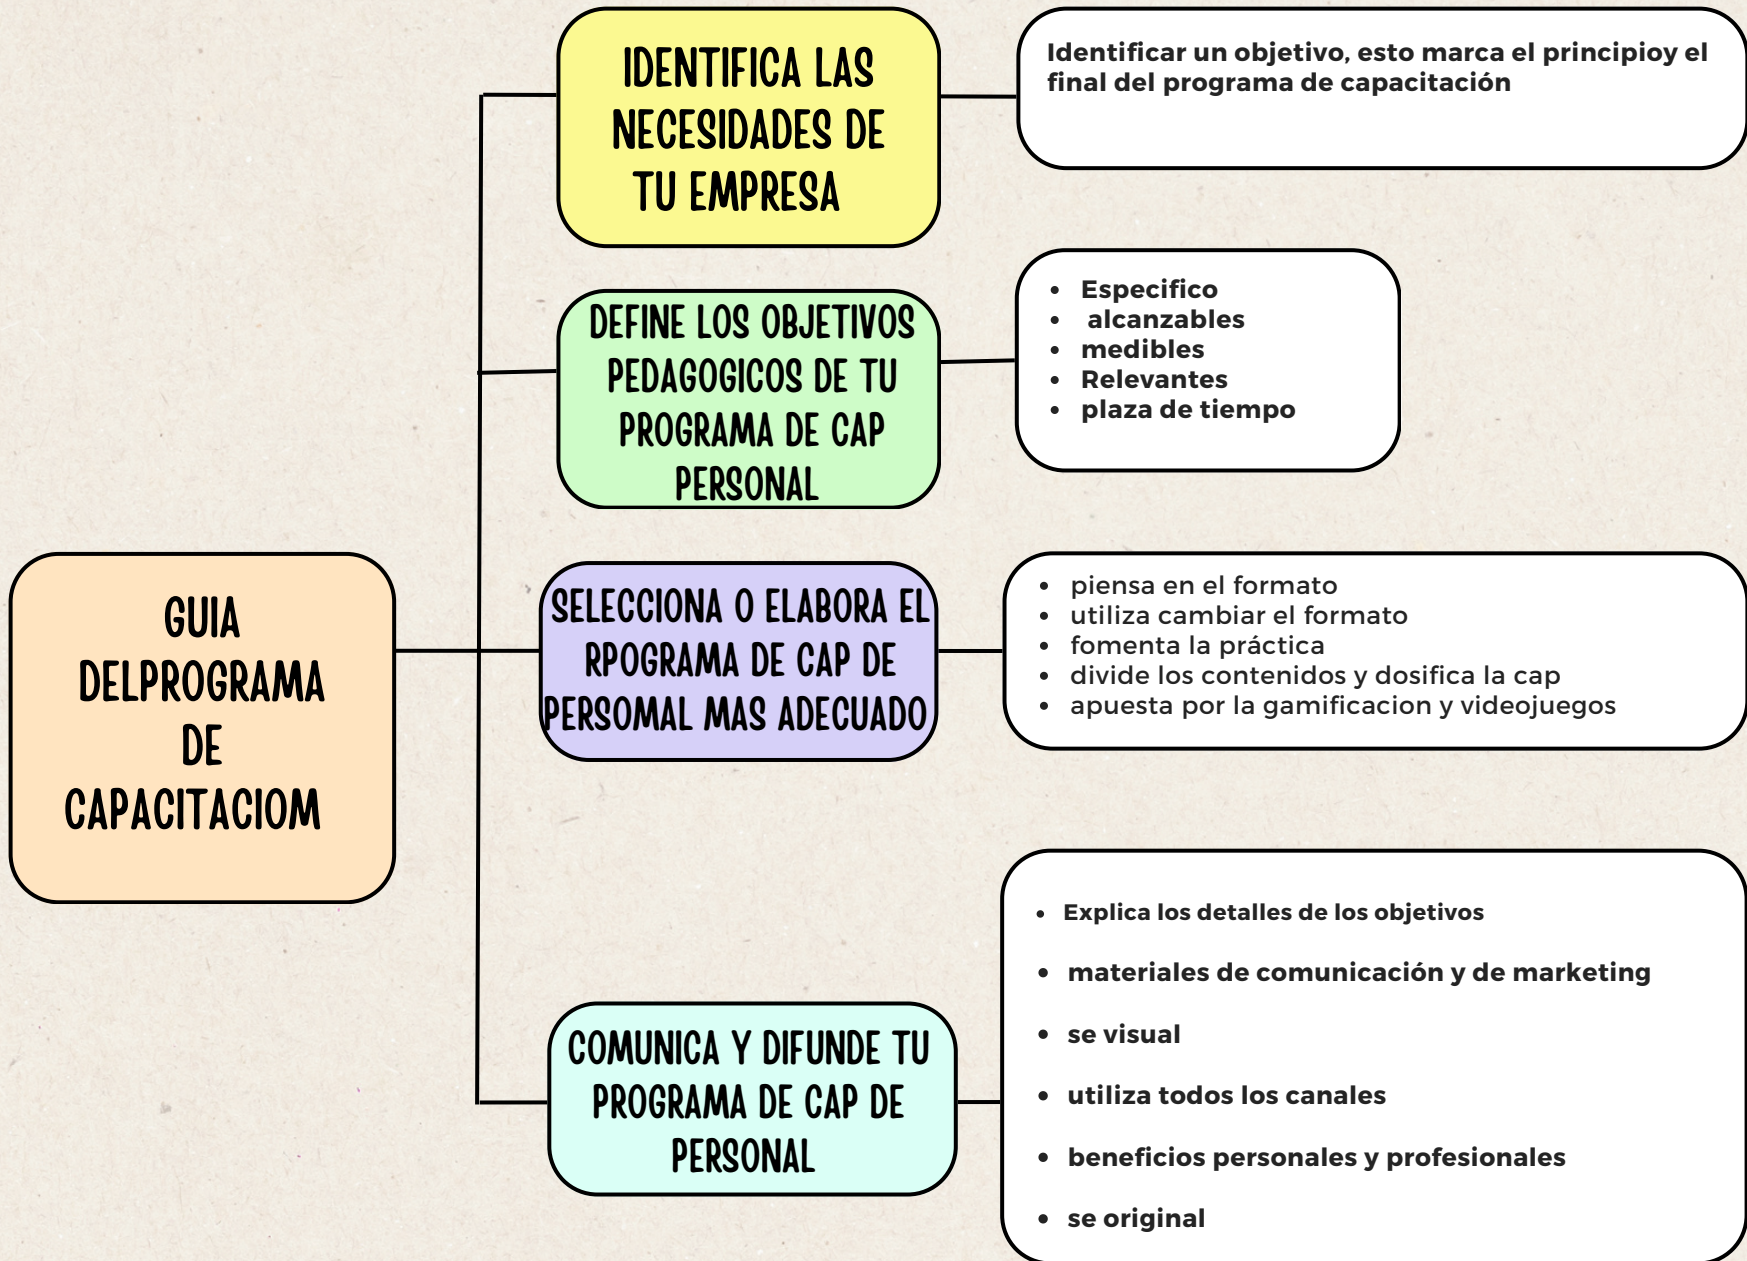 GUIA
DELPROGRAMA
DE
CAPACITACIOM
IDENTIFICA LAS
NECESIDADES DE
TU EMPRESA
Identificar un objetivo, esto marca el principioy el
final del programa de capacitación
DEFINE LOS OBJETIVOS
PEDAGOGICOS DE TU
PROGRAMA DE CAP
PERSONAL
• Especifico
• alcanzables
• medibles
• Relevantes
• plaza de tiempo
SELECCIONA O ELABORA EL
RPOGRAMA DE CAP DE
PERSOMAL MAS ADECUADO
• piensa en el formato
• utiliza cambiar el formato
• fomenta la práctica
• divide los contenidos y dosifica la cap
• apuesta por la gamificacion y videojuegos
COMUNICA Y DIFUNDE TU
PROGRAMA DE CAP DE
PERSONAL
• Explica los detalles de los objetivos
• materiales de comunicación y de marketing
• se visual
• utiliza todos los canales
• beneficios personales y profesionales
• se original